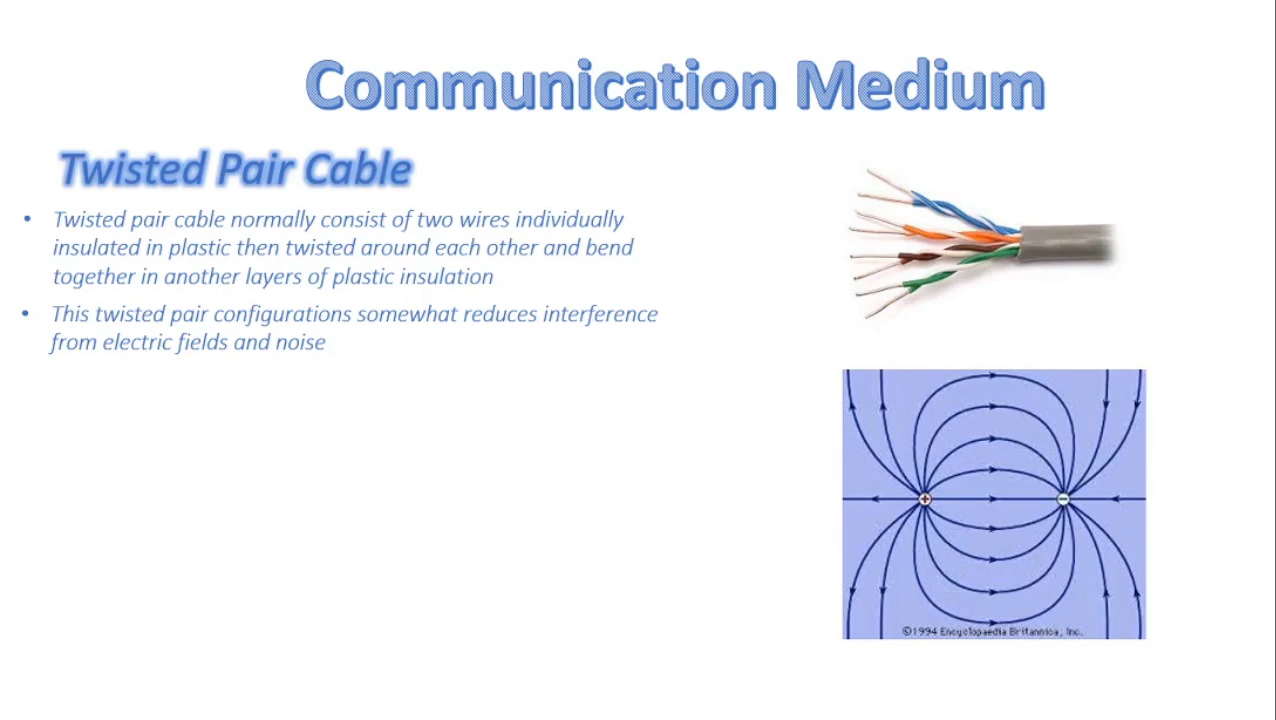 Communication Medium
Twisted Pair Cable
• Twisted pair cable normally consist of two wires individually
insulated in plastic then twisted around each other and bend
together in another layers of plastic insulation
• This twisted pair configurations somewhat reduces interference
from electric fields and noise
+
−
©1994 Encyclopaedia Britannica, Inc.